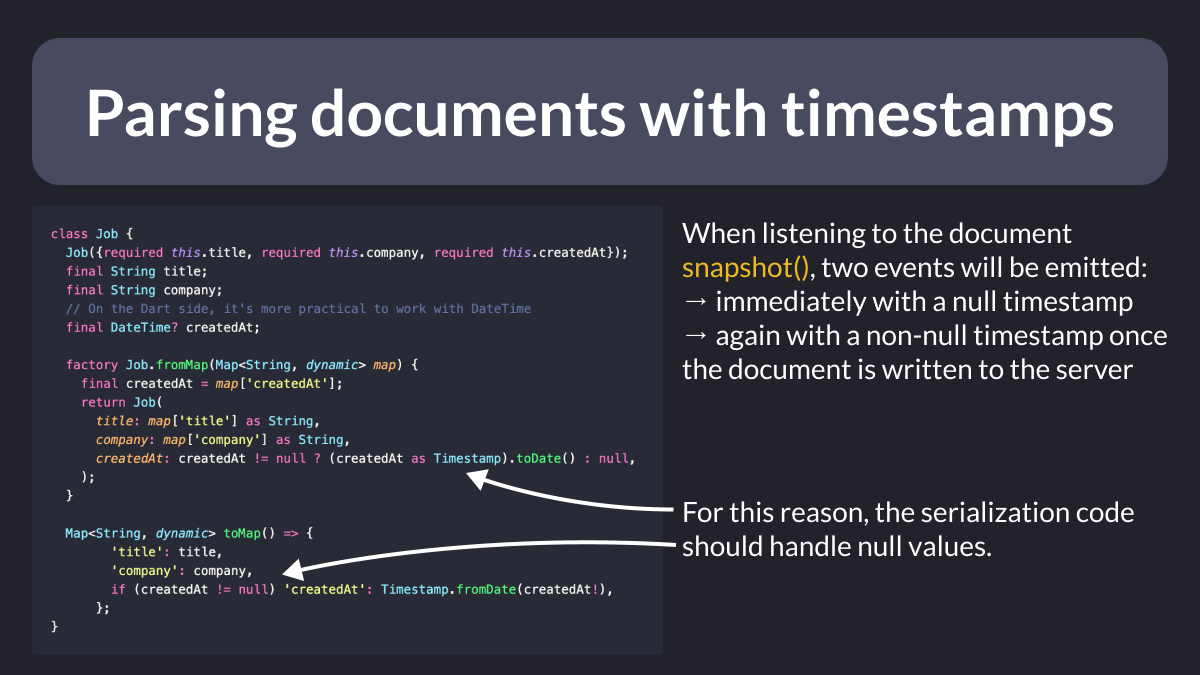 Parsing documents with timestamps
class Job {
  Job({required this.title, required this.company, required this.createdAt});
  final String title;
  final String company;
  // On the Dart side, it's more practical to work with DateTime
  final DateTime? createdAt;

  factory Job.fromMap(Map<String, dynamic> map) {
    final createdAt = map['createdAt'];
    return Job(
      title: map['title'] as String,
      company: map['company'] as String,
      createdAt: createdAt != null ? (createdAt as Timestamp).toDate() : null,
    );
  }

  Map<String, dynamic> toMap() => {
        'title': title,
        'company': company,
        if (createdAt != null) 'createdAt': Timestamp.fromDate(createdAt!),
      };
}
When listening to the document
snapshot(), two events will be emitted:
→ immediately with a null timestamp
→ again with a non-null timestamp once
the document is written to the server
For this reason, the serialization code
should handle null values.